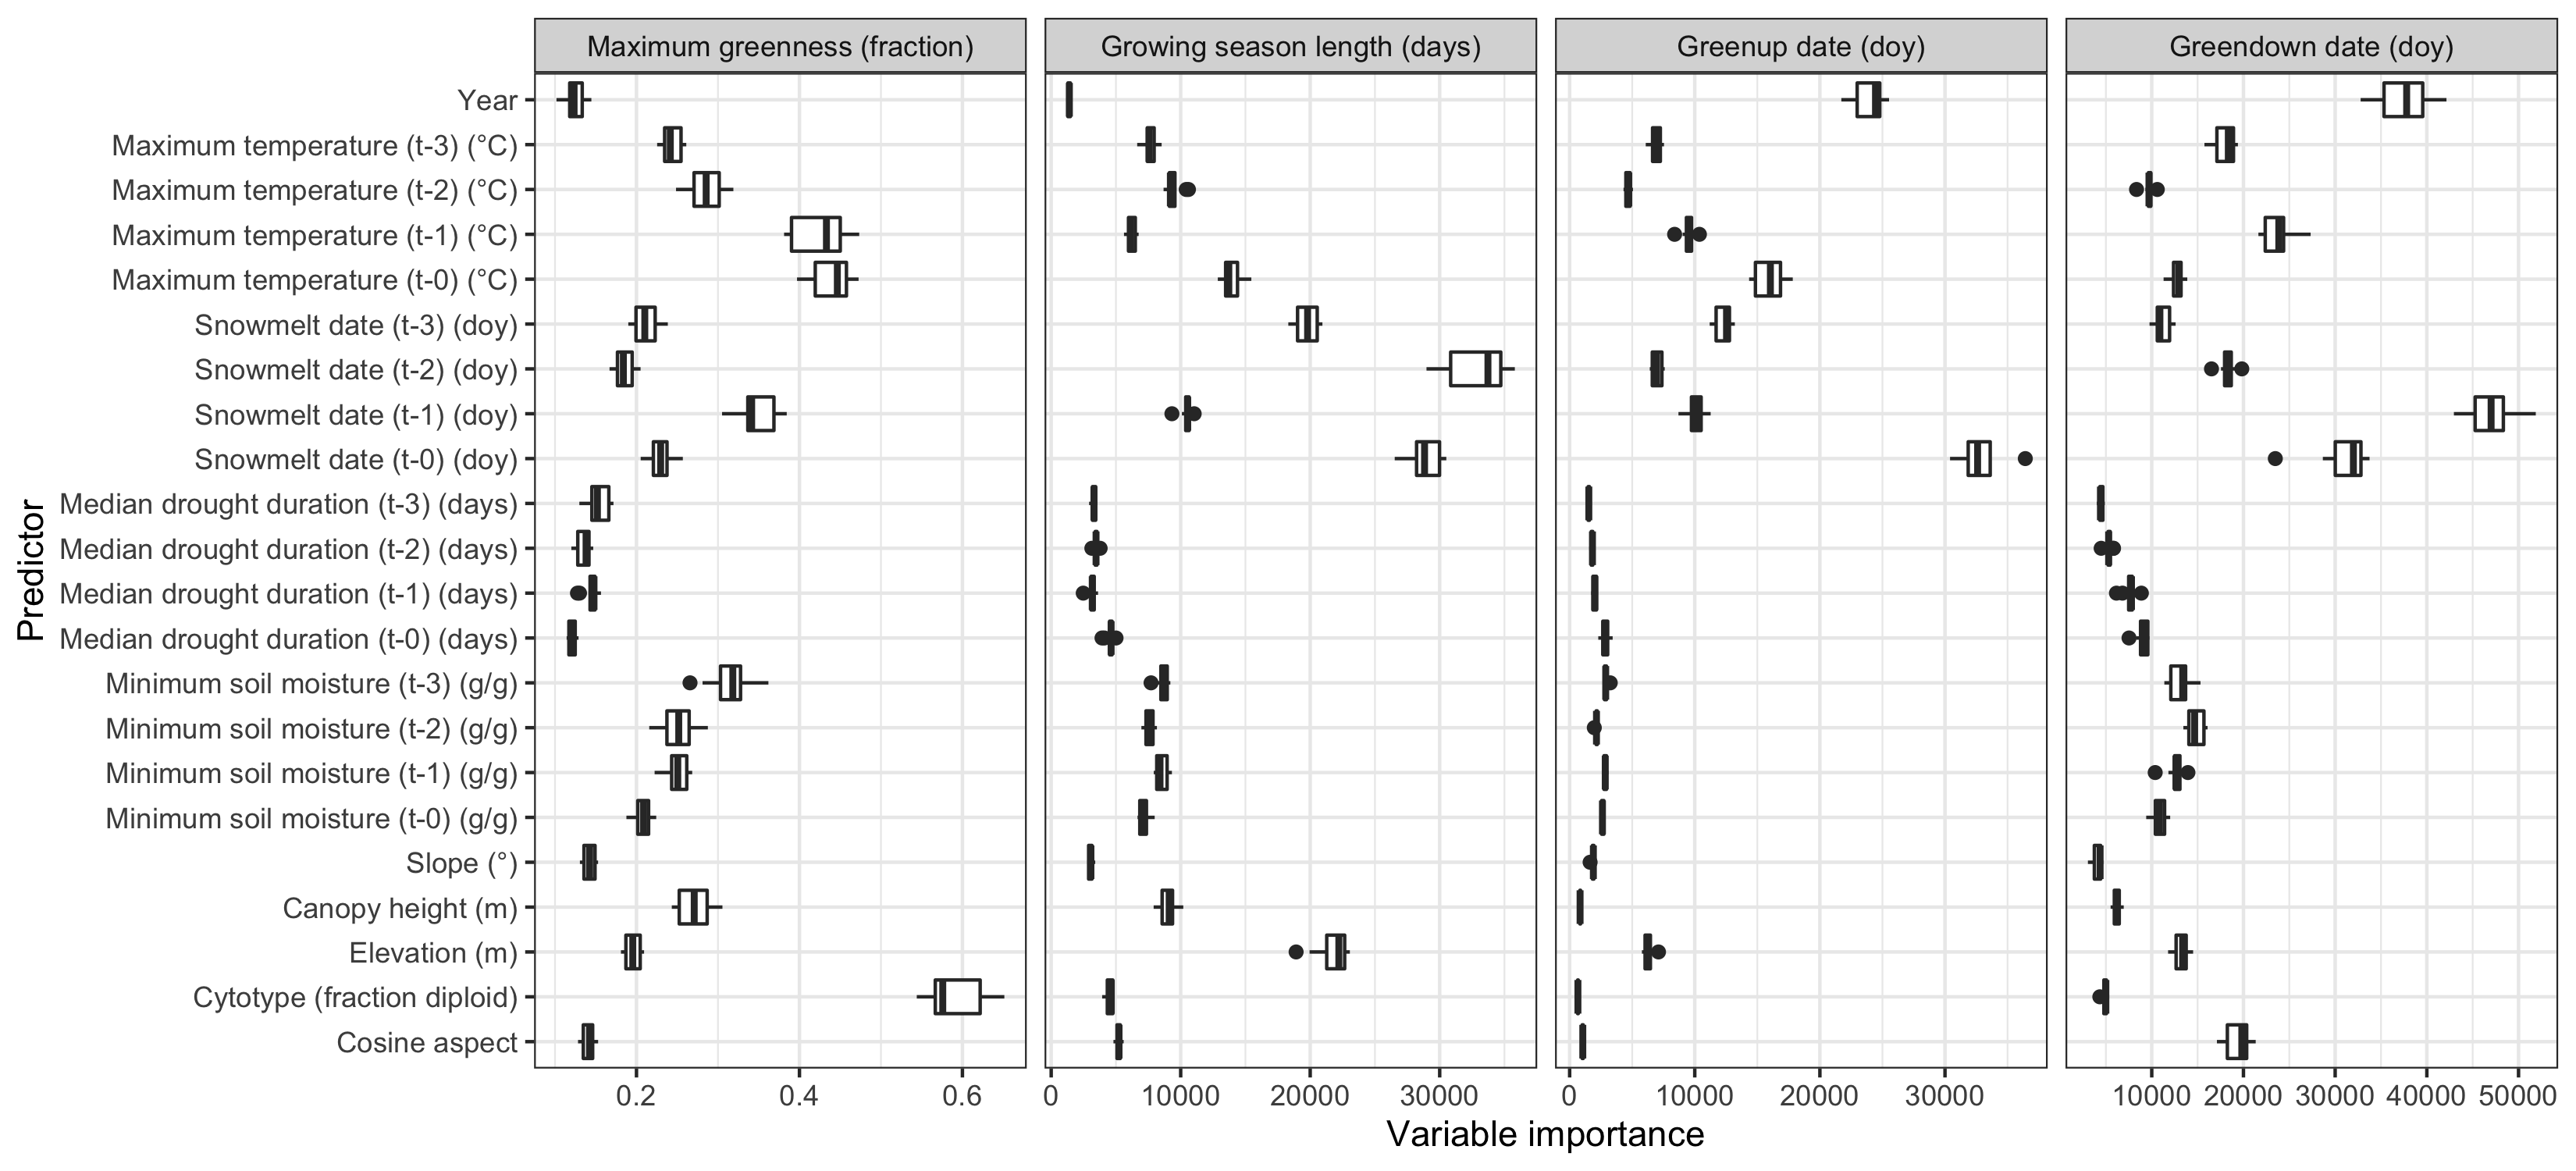 Maximum greenness (fraction)
Growing season length (days)
Greenup date (doy)
Greendown date (doy)
Predictor
Year
Maximum temperature (t-3) (°C)
Maximum temperature (t-2) (°C)
Maximum temperature (t-1) (°C)
Maximum temperature (t-0) (°C)
Snowmelt date (t-3) (doy)
Snowmelt date (t-2) (doy)
Snowmelt date (t-1) (doy)
Snowmelt date (t-0) (doy)
Median drought duration (t-3) (days)
Median drought duration (t-2) (days)
Median drought duration (t-1) (days)
Median drought duration (t-0) (days)
Minimum soil moisture (t-3) (g/g)
Minimum soil moisture (t-2) (g/g)
Minimum soil moisture (t-1) (g/g)
Minimum soil moisture (t-0) (g/g)
Slope (°)
Canopy height (m)
Elevation (m)
Cytotype (fraction diploid)
Cosine aspect
0.2 0.4 0.6
0 10000 20000 30000
0 10000 20000 30000
10000 20000 30000 40000 50000
Variable importance